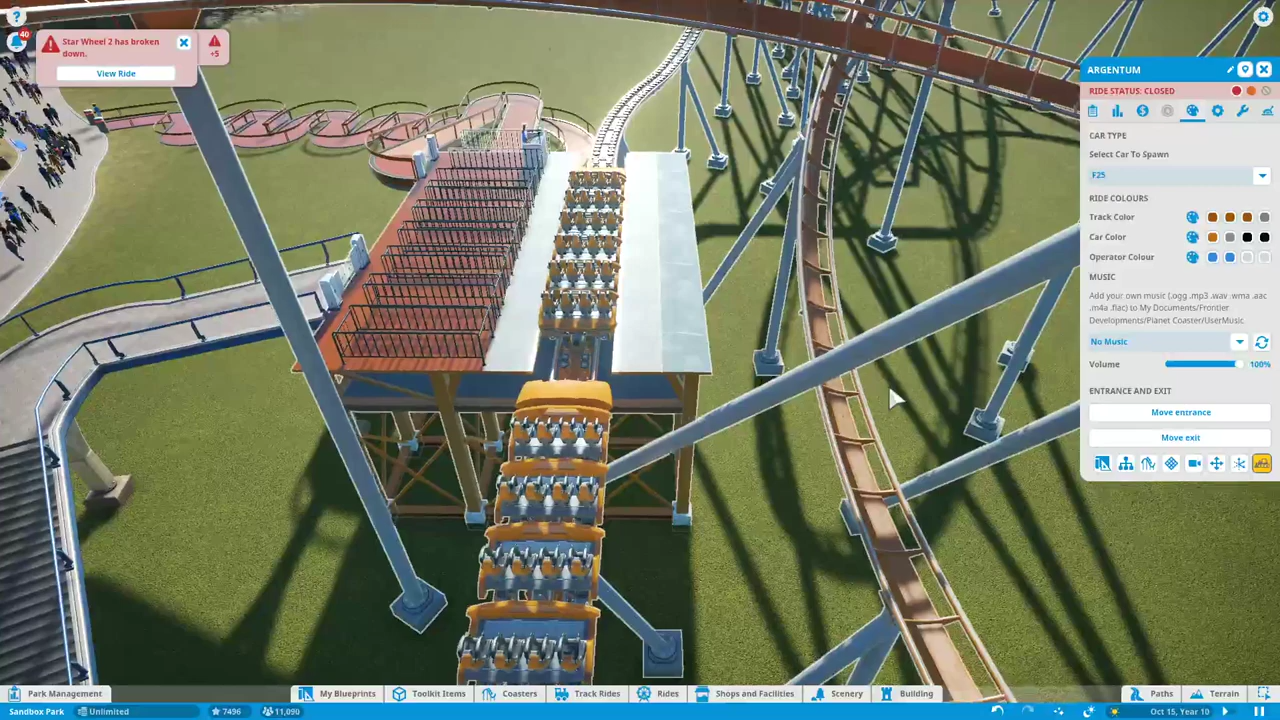 40
Star Wheel 2 has broken
down.
View Ride
+5
ARGENTUM
RIDE STATUS: CLOSED
CAR TYPE
Select Car To Spawn
F25
RIDE COLOURS
Track Color
Car Color
Operator Colour
MUSIC
Add your own music (.ogg .mp3 .wav .wma .aac
.m4a .flac) to My Documents/Frontier
Developments/Planet Coaster/UserMusic
No Music
Volume
100%
ENTRANCE AND EXIT
Move entrance
Move exit
Park Management
My Blueprints
Toolkit Items
Coasters
Track Rides
Rides
Shops and Facilities
Scenery
Building
Paths
Terrain
Sandbox Park
Unlimited
7496
11,090
Oct 15, Year 10